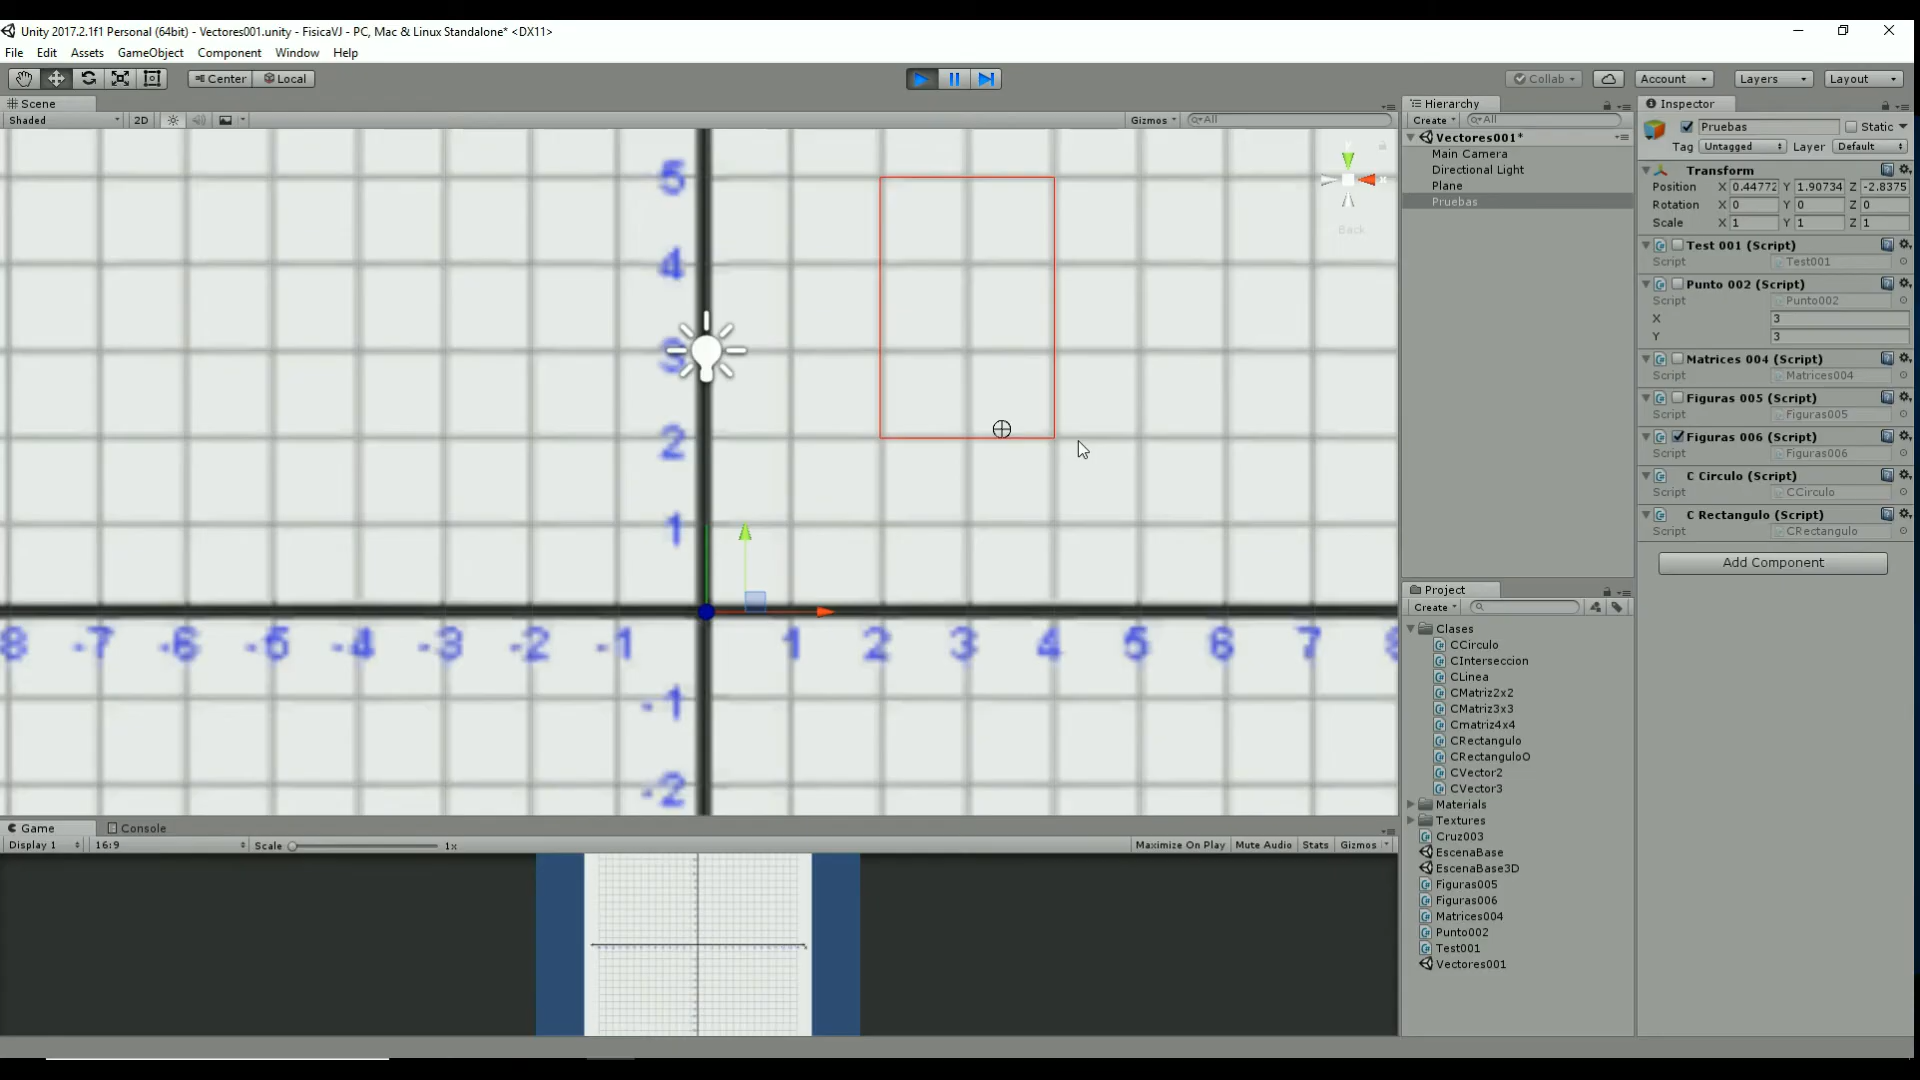 Unity 2017.2.1f1 Personal (64bit) - Vectores001.unity - FisicaVJ - PC, Mac & Linux Standalone* <DX11>
File Edit Assets GameObject Component Window Help
Center Local Collab Account Layers Layout
Scene
Shaded 2D Gizmos All
5
4
3
2
1
-8 -7 -6 -5 -4 -3 -2 -1 1 2 3 4 5 6 7 8
-1
-2
x
Back
Game Console
Display 1 16:9 Scale 1x Maximize On Play Mute Audio Stats Gizmos
Hierarchy
Create All
Vectores001*
Main Camera
Directional Light
Plane
Pruebas
Project
Create
Clases
CCirculo
CInterseccion
CLinea
CMatriz2x2
CMatriz3x3
Cmatriz4x4
CRectangulo
CRectanguloO
CVector2
CVector3
Materials
Textures
Cruz003
EscenaBase
EscenaBase3D
Figuras005
Figuras006
Matrices004
Punto002
Test001
Vectores001
Inspector
Pruebas Static
Tag Untagged Layer Default
Transform
Position X 0.44772 Y 1.90734 Z -2.8375
Rotation X 0 Y 0 Z 0
Scale X 1 Y 1 Z 1
Test 001 (Script)
Script Test001
Punto 002 (Script)
Script Punto002
X 3
Y 3
Matrices 004 (Script)
Script Matrices004
Figuras 005 (Script)
Script Figuras005
Figuras 006 (Script)
Script Figuras006
C Circulo (Script)
Script CCirculo
C Rectangulo (Script)
Script CRectangulo
Add Component